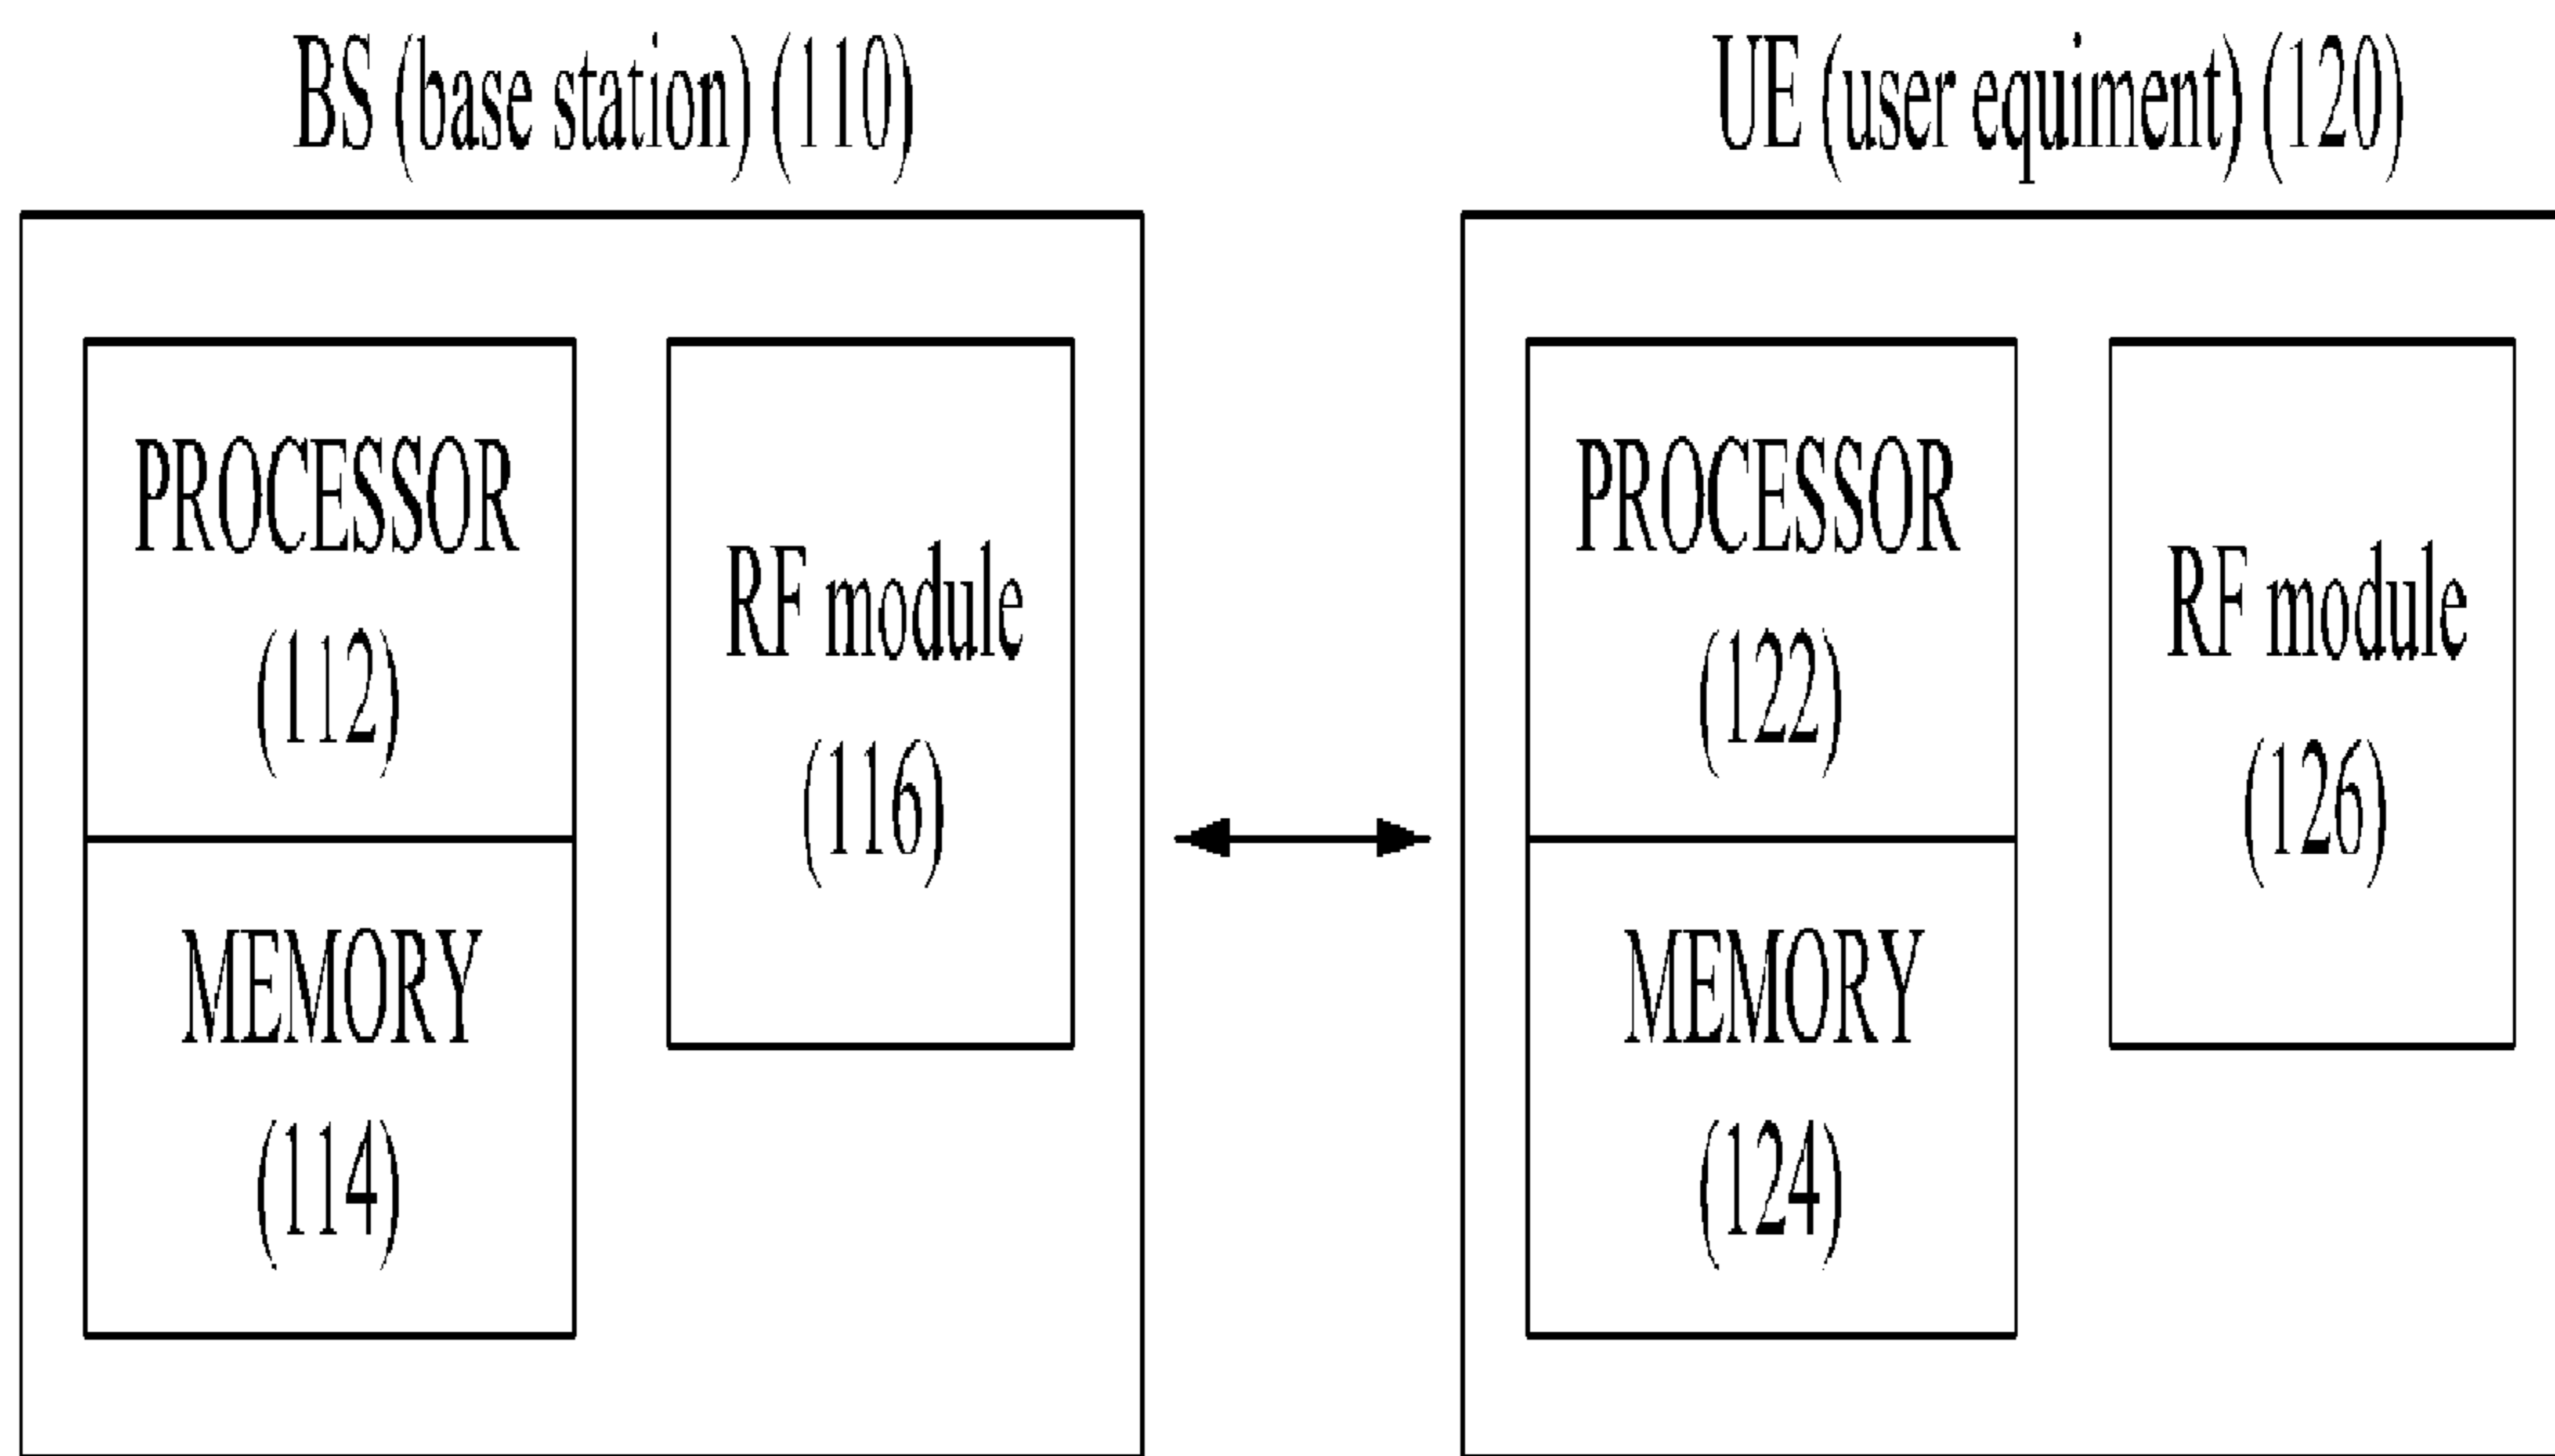 BS (base station) (110)
PROCESSOR
(112)
MEMORY
(114)
RF module
(116)
UE (user equiment) (120)
PROCESSOR
(122)
MEMORY
(124)
RF module
(126)